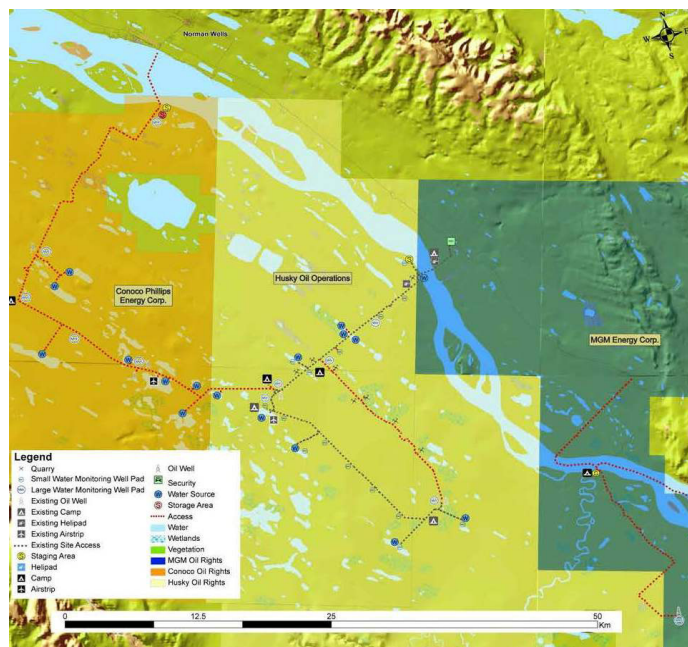 Norman Wells
N
W
E
S
Husky Oil Operations
Conoco Phillips
Energy Corp.
MGM Energy Corp.
Legend
Quarry
Small Water Monitoring Well Pad
Large Water Monitoring Well Pad
Existing Oil Well
Existing Camp
Existing Helipad
Existing Airstrip
Existing Site Access
Staging Area
Helipad
Camp
Airstrip
Oil Well
Security
Water Source
Storage Area
Access
Water
Wetlands
Vegetation
MGM Oil Rights
Conoco Oil Rights
Husky Oil Rights
0
12.5
25
50
Km